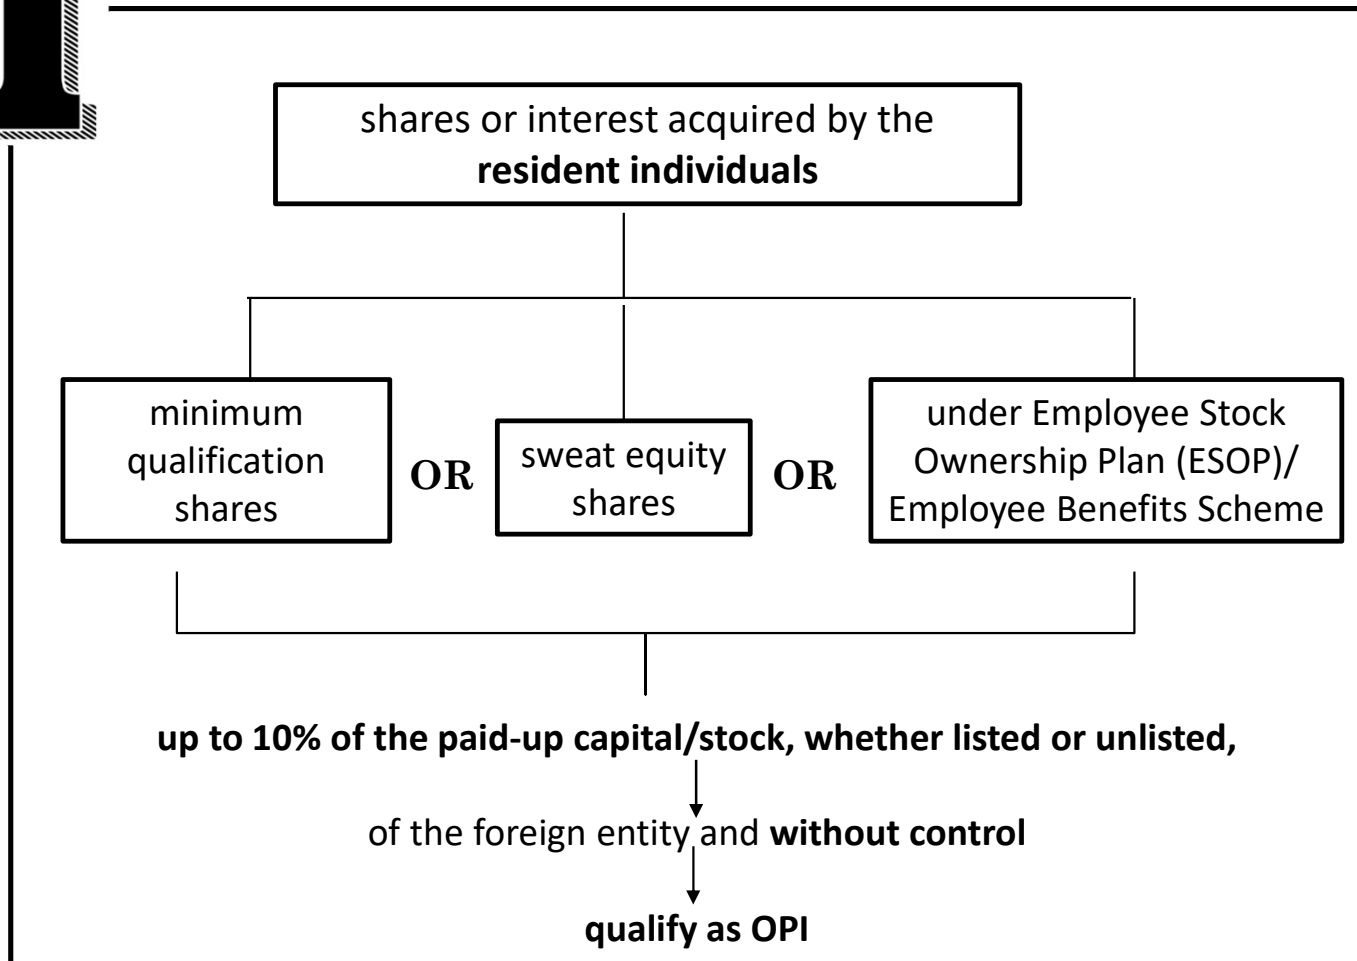 shares or interest acquired by the
resident individuals
minimum
qualification
shares
OR
sweat equity
shares
OR
under Employee Stock
Ownership Plan (ESOP)/
Employee Benefits Scheme
up to 10% of the paid-up capital/stock, whether listed or unlisted,
of the foreign entity and without control
qualify as OPI